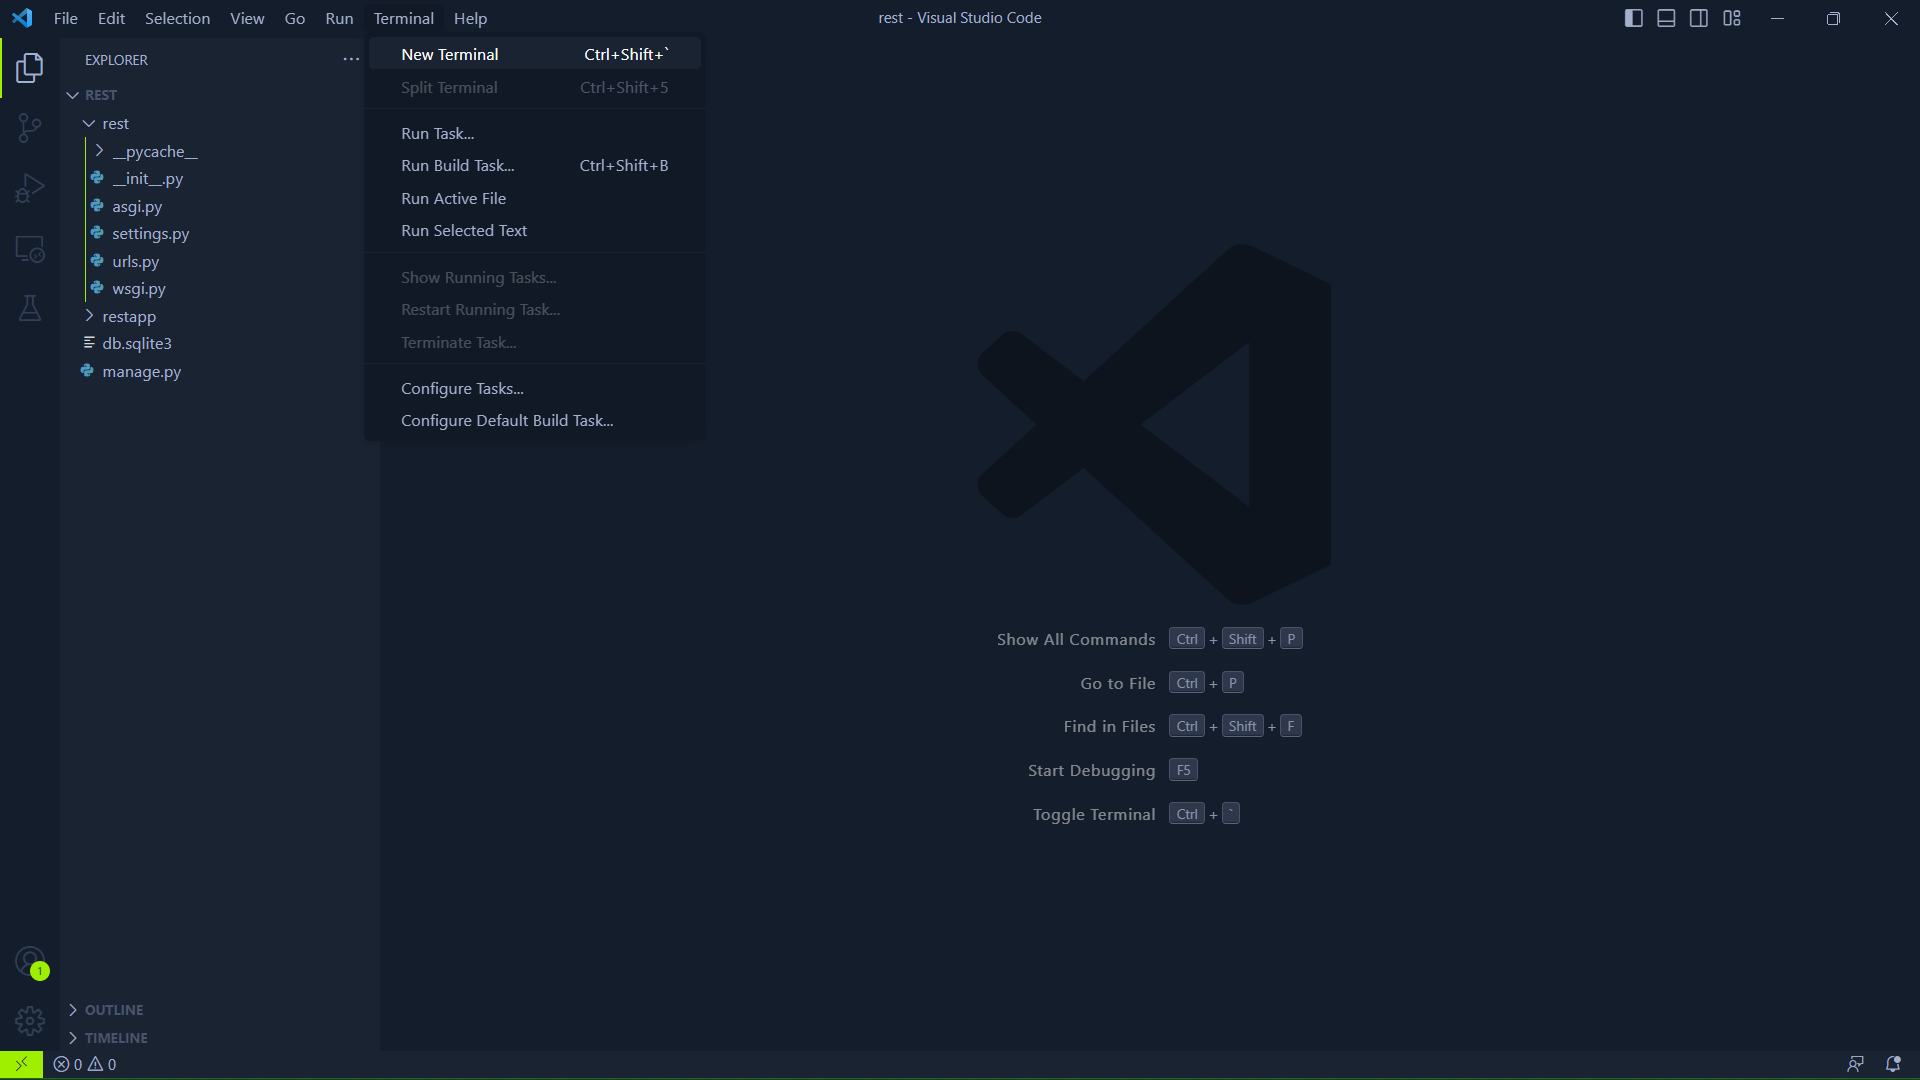 File Edit Selection View Go Run Terminal Help
rest - Visual Studio Code
EXPLORER
REST
rest
__pycache__
__init__.py
asgi.py
settings.py
urls.py
wsgi.py
restapp
db.sqlite3
manage.py
New Terminal Ctrl+Shift+`
Split Terminal Ctrl+Shift+5
Run Task...
Run Build Task... Ctrl+Shift+B
Run Active File
Run Selected Text
Show Running Tasks...
Restart Running Task...
Terminate Task...
Configure Tasks...
Configure Default Build Task...
Show All Commands Ctrl + Shift + P
Go to File Ctrl + P
Find in Files Ctrl + Shift + F
Start Debugging F5
Toggle Terminal Ctrl + `
1
OUTLINE
TIMELINE
0 0